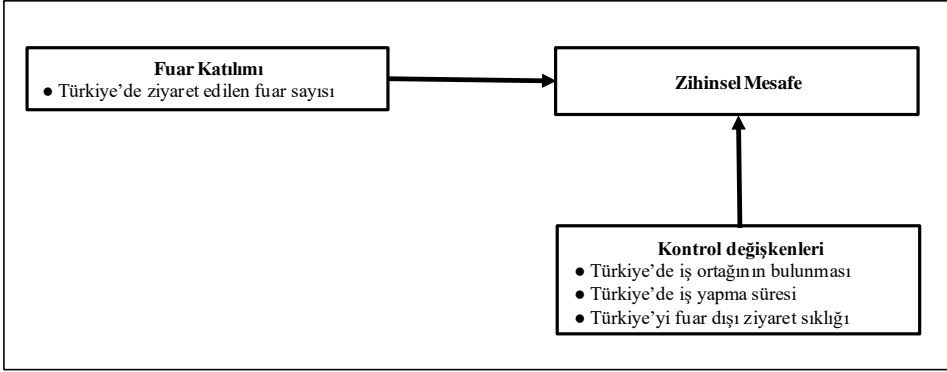 Fuar Katılımı
● Türkiye’de ziyaret edilen fuar sayısı
Zihinsel Mesafe
Kontrol değişkenleri
● Türkiye’de iş ortağının bulunması
● Türkiye’de iş yapma süresi
● Türkiye’yi fuar dışı ziyaret sıklığı